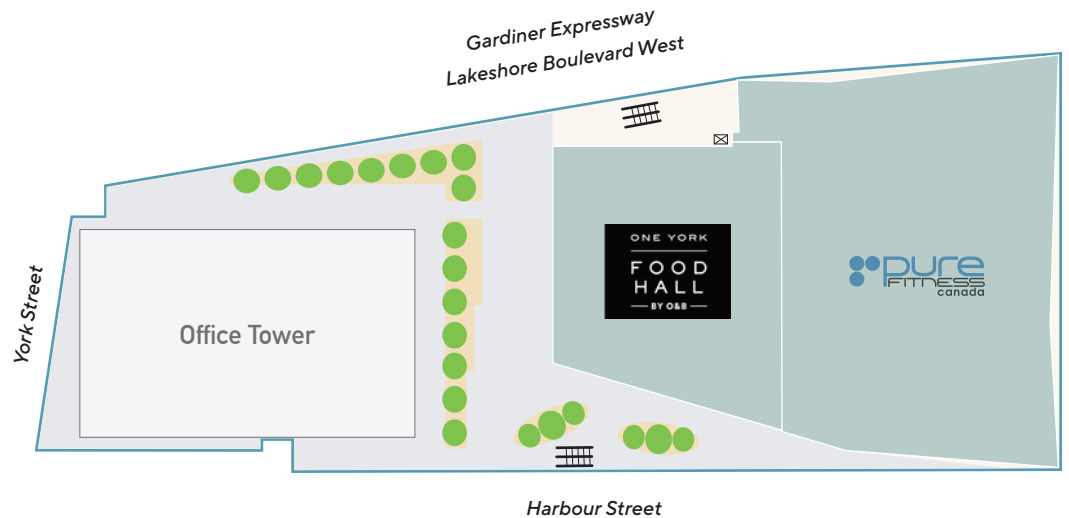 Gardiner Expressway
Lakeshore Boulevard West
York Street
Office Tower
ONE YORK
FOOD
HALL
BY O&B
pure
FITNESS
canada
Harbour Street